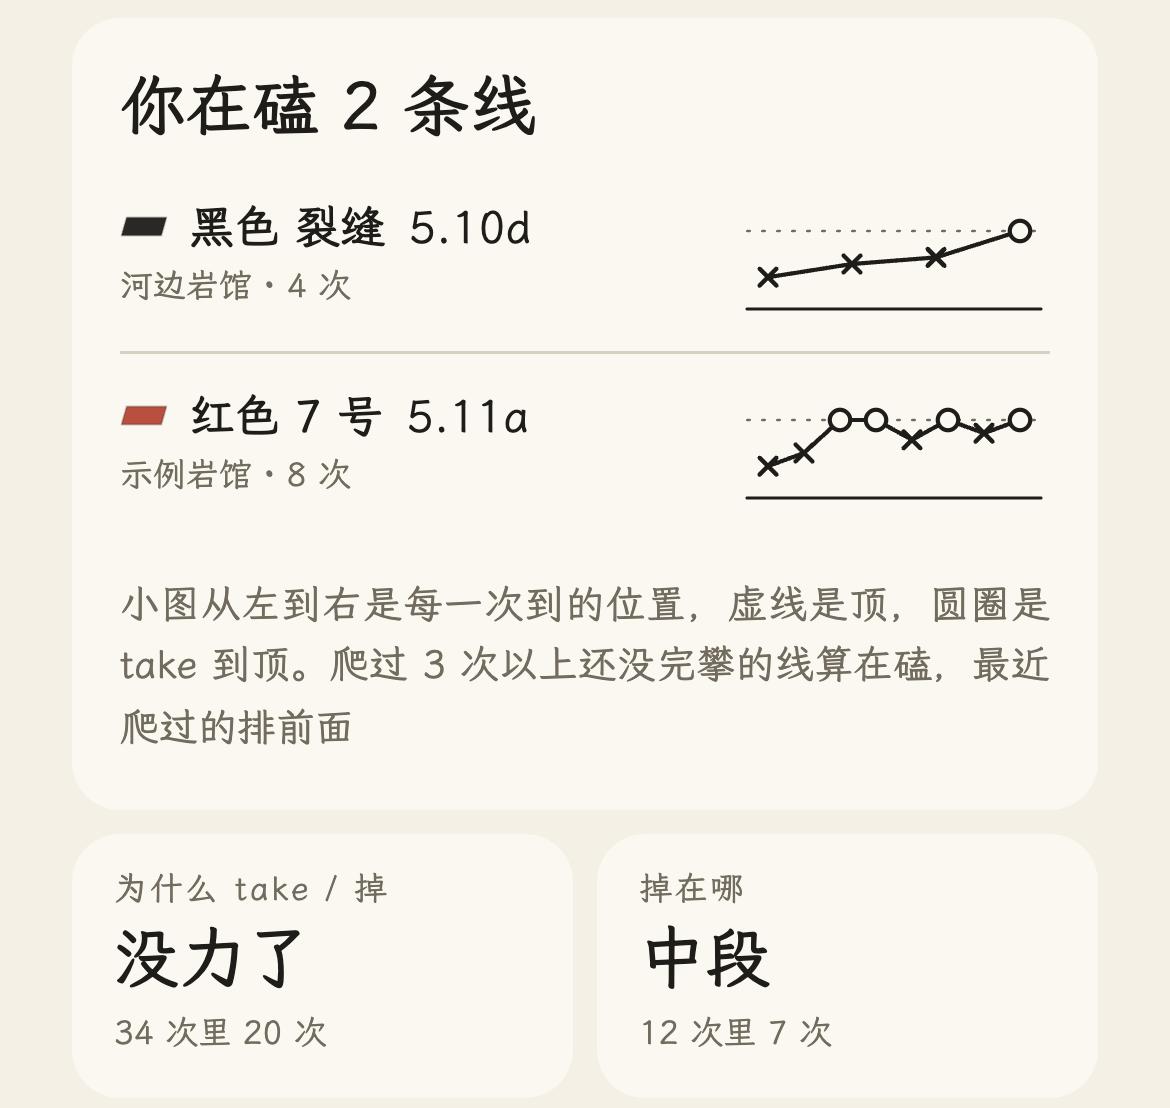 你在磕 2 条线
黑色 裂缝 5.10d
河边岩馆・4 次
红色 7 号 5.11a
示例岩馆・8 次
小图从左到右是每一次到的位置，虚线是顶，圆圈是
take 到顶。爬过 3 次以上还没完攀的线算在磕，最近
爬过的排前面
为什么 take / 掉
没力了
34 次里 20 次
掉在哪
中段
12 次里 7 次